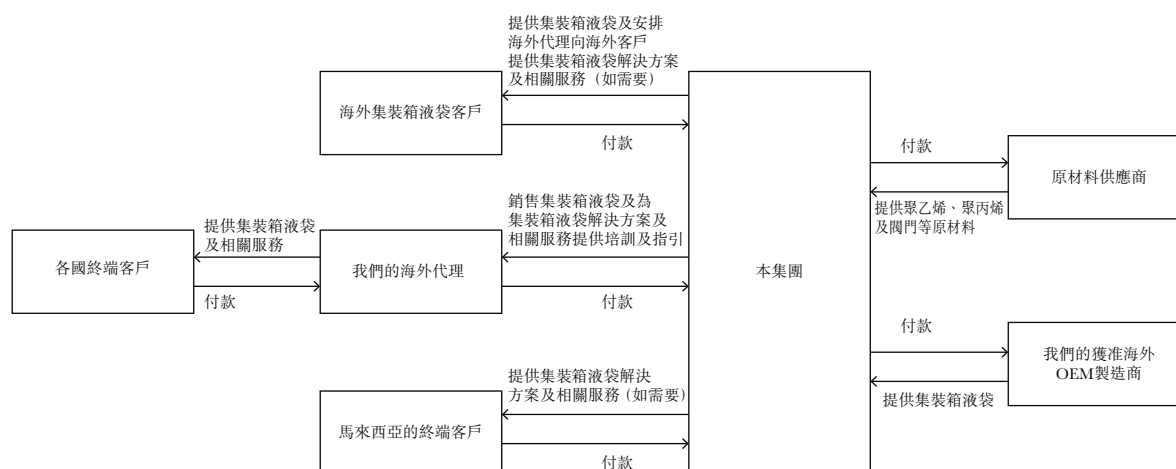 提供集裝箱液袋及安排
海外代理向海外客戶
提供集裝箱液袋解決方案
及相關服務（如需要）
海外集裝箱液袋客戶
付款
付款
原材料供應商
提供聚乙烯、聚丙烯
及閥門等原材料
銷售集裝箱液袋及為
集裝箱液袋解決方案及
相關服務提供培訓及指引
提供集裝箱液袋
及相關服務
各國終端客戶
我們的海外代理
本集團
付款
付款
付款
我們的獲准海外
OEM製造商
提供集裝箱液袋
提供集裝箱液袋解決
方案及相關服務（如需要）
馬來西亞的終端客戶
付款